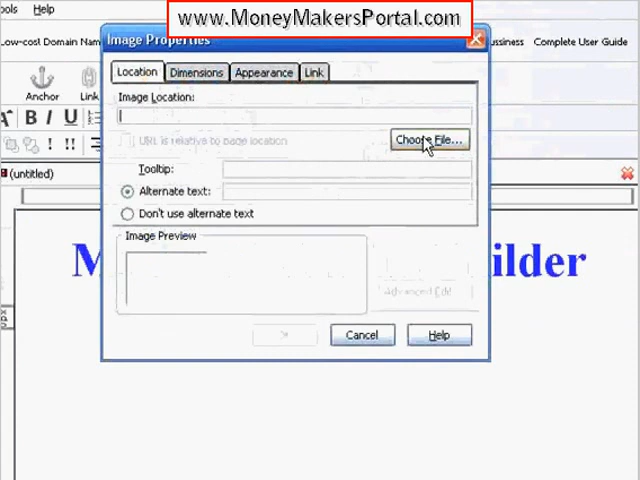 www.MoneyMakersPortal.com
ools Help
Image Properties
Low-cost Domain Nam
ussiness Complete User Guide
Location Dimensions Appearance Link
Anchor Link
Image Location:
B I U
URL is relative to page location
Choose File...
! !!
Tooltip:
(untitled)
Alternate text:
Don't use alternate text
Image Preview
M ilder
Advanced Edit
px
Cancel Help